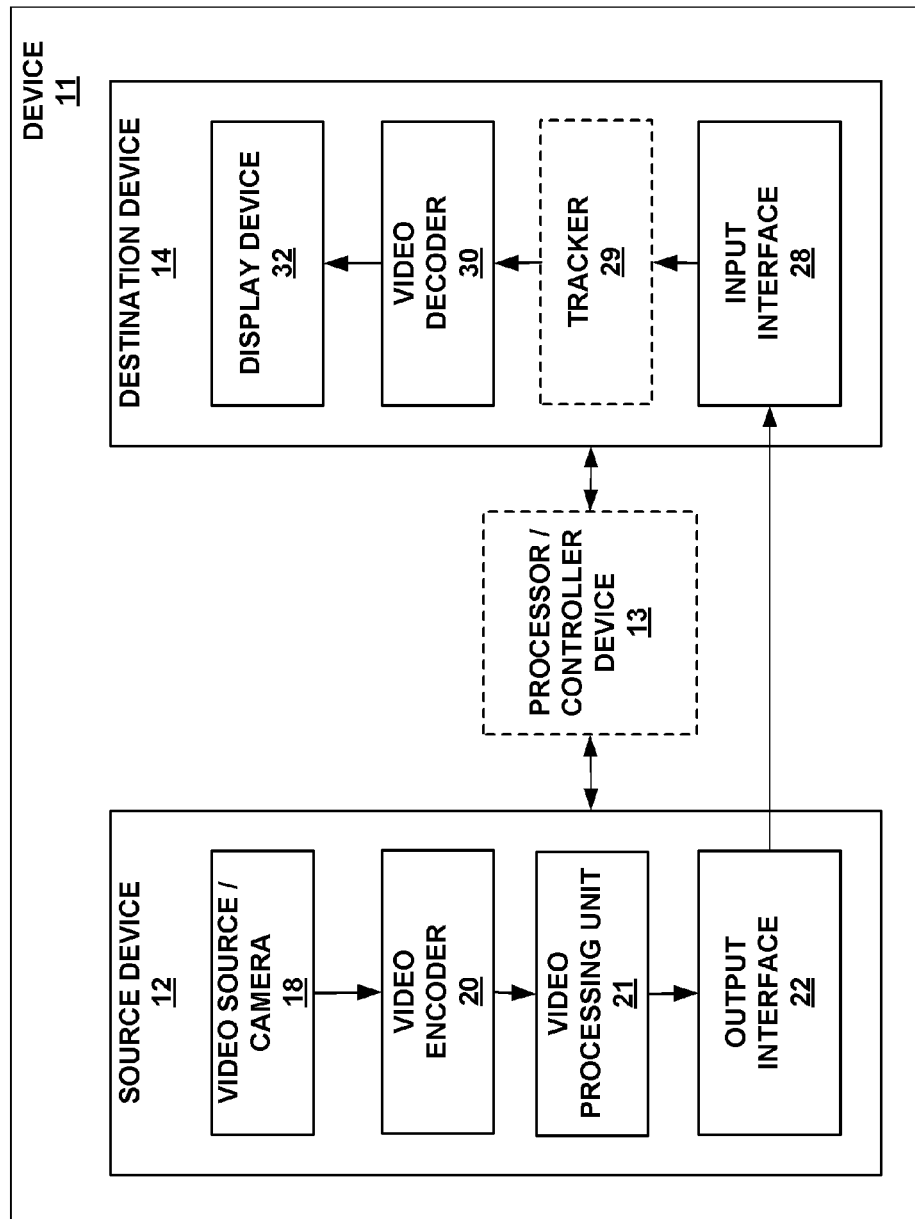 DEVICE
11
SOURCE DEVICE
12
VIDEO SOURCE /
CAMERA
18
VIDEO
ENCODER
20
VIDEO
PROCESSING UNIT
21
OUTPUT
INTERFACE
22
PROCESSOR /
CONTROLLER
DEVICE
13
DESTINATION DEVICE
14
DISPLAY DEVICE
32
VIDEO
DECODER
30
TRACKER
29
INPUT
INTERFACE
28